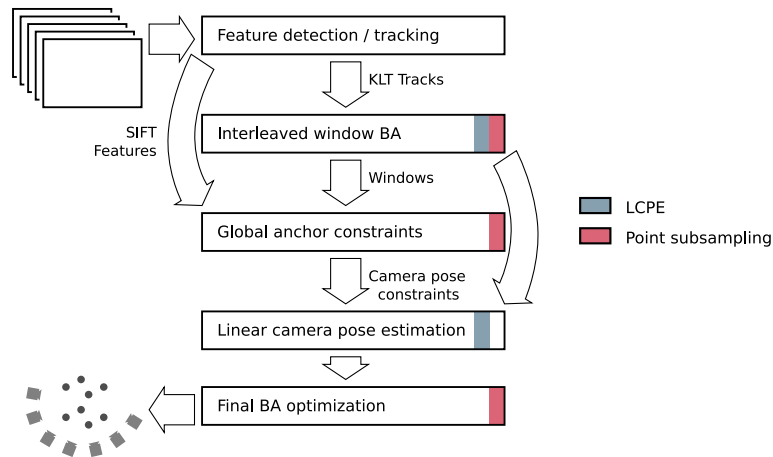 Feature detection / tracking
KLT Tracks
SIFT
Features
Interleaved window BA
Windows
Global anchor constraints
Camera pose
constraints
Linear camera pose estimation
Final BA optimization
LCPE
Point subsampling